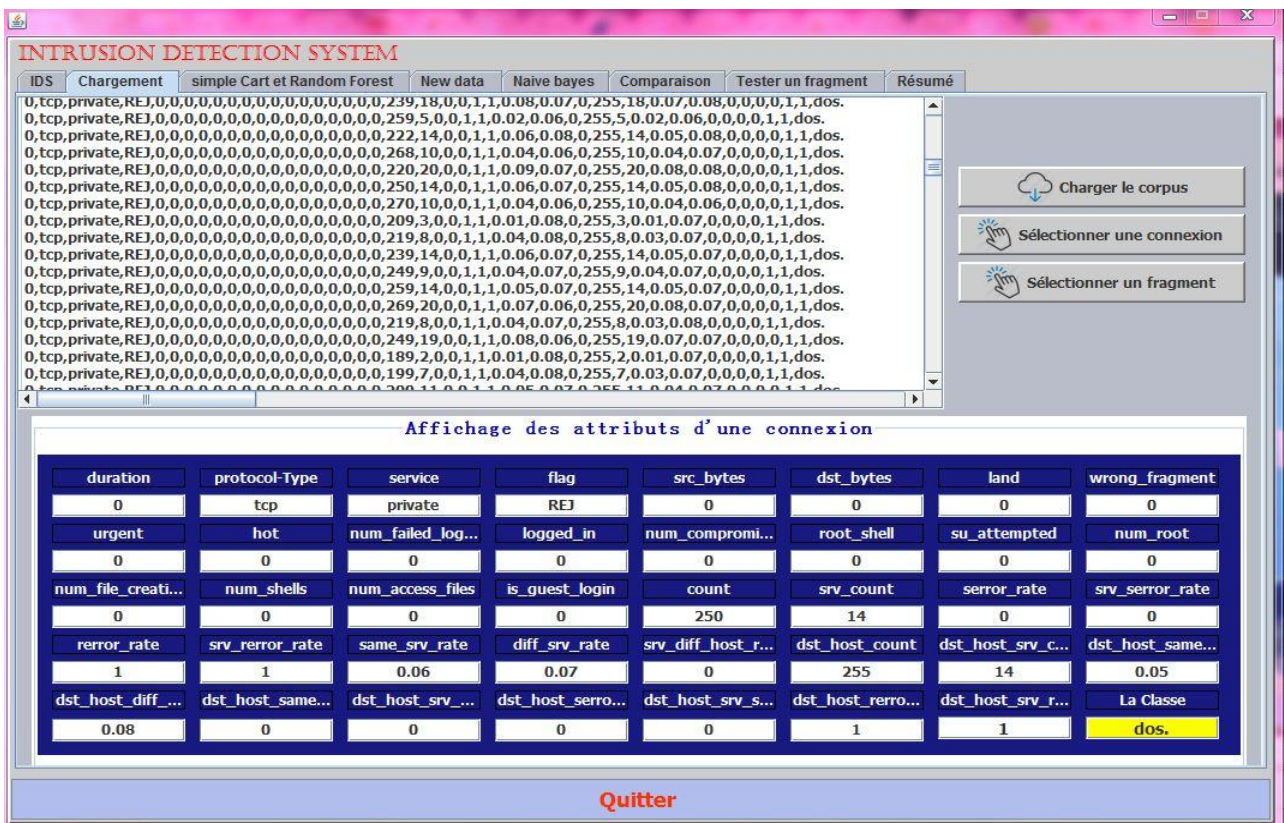 INTRUSION DETECTION SYSTEM
IDS Chargement simple Cart et Random Forest New data Naive bayes Comparaison Tester un fragment Résumé
0,tcp,private,REJ,0,0,0,0,0,0,0,0,0,0,0,0,0,0,0,0,239,18,0,0,1,1,0.08,0.07,0,255,18,0.07,0.08,0,0,0,0,1,1,dos.
0,tcp,private,REJ,0,0,0,0,0,0,0,0,0,0,0,0,0,0,0,0,259,5,0,0,1,1,0.02,0.06,0,255,5,0.02,0.06,0,0,0,0,1,1,dos.
0,tcp,private,REJ,0,0,0,0,0,0,0,0,0,0,0,0,0,0,0,0,222,14,0,0,1,1,0.06,0.08,0,255,14,0.05,0.08,0,0,0,0,1,1,dos.
0,tcp,private,REJ,0,0,0,0,0,0,0,0,0,0,0,0,0,0,0,0,268,10,0,0,1,1,0.04,0.06,0,255,10,0.04,0.07,0,0,0,0,1,1,dos.
0,tcp,private,REJ,0,0,0,0,0,0,0,0,0,0,0,0,0,0,0,0,220,20,0,0,1,1,0.09,0.07,0,255,20,0.08,0.08,0,0,0,0,1,1,dos.
0,tcp,private,REJ,0,0,0,0,0,0,0,0,0,0,0,0,0,0,0,0,250,14,0,0,1,1,0.06,0.07,0,255,14,0.05,0.08,0,0,0,0,1,1,dos.
0,tcp,private,REJ,0,0,0,0,0,0,0,0,0,0,0,0,0,0,0,0,270,10,0,0,1,1,0.04,0.06,0,255,10,0.04,0.06,0,0,0,0,1,1,dos.
0,tcp,private,REJ,0,0,0,0,0,0,0,0,0,0,0,0,0,0,0,0,209,3,0,0,1,1,0.01,0.08,0,255,3,0.01,0.07,0,0,0,0,1,1,dos.
0,tcp,private,REJ,0,0,0,0,0,0,0,0,0,0,0,0,0,0,0,0,219,8,0,0,1,1,0.04,0.08,0,255,8,0.03,0.07,0,0,0,0,1,1,dos.
0,tcp,private,REJ,0,0,0,0,0,0,0,0,0,0,0,0,0,0,0,0,239,14,0,0,1,1,0.06,0.07,0,255,14,0.05,0.07,0,0,0,0,1,1,dos.
0,tcp,private,REJ,0,0,0,0,0,0,0,0,0,0,0,0,0,0,0,0,249,9,0,0,1,1,0.04,0.07,0,255,9,0.04,0.07,0,0,0,0,1,1,dos.
0,tcp,private,REJ,0,0,0,0,0,0,0,0,0,0,0,0,0,0,0,0,259,14,0,0,1,1,0.05,0.07,0,255,14,0.05,0.07,0,0,0,0,1,1,dos.
0,tcp,private,REJ,0,0,0,0,0,0,0,0,0,0,0,0,0,0,0,0,269,20,0,0,1,1,0.07,0.06,0,255,20,0.08,0.07,0,0,0,0,1,1,dos.
0,tcp,private,REJ,0,0,0,0,0,0,0,0,0,0,0,0,0,0,0,0,219,8,0,0,1,1,0.04,0.07,0,255,8,0.03,0.08,0,0,0,0,1,1,dos.
0,tcp,private,REJ,0,0,0,0,0,0,0,0,0,0,0,0,0,0,0,0,249,19,0,0,1,1,0.08,0.06,0,255,19,0.07,0.07,0,0,0,0,1,1,dos.
0,tcp,private,REJ,0,0,0,0,0,0,0,0,0,0,0,0,0,0,0,0,189,2,0,0,1,1,0.01,0.08,0,255,2,0.01,0.07,0,0,0,0,1,1,dos.
0,tcp,private,REJ,0,0,0,0,0,0,0,0,0,0,0,0,0,0,0,0,199,7,0,0,1,1,0.04,0.08,0,255,7,0.03,0.07,0,0,0,0,1,1,dos.
Charger le corpus
Sélectionner une connexion
Sélectionner un fragment
Affichage des attributs d'une connexion
duration protocol-Type service flag src_bytes dst_bytes land wrong_fragment
0 tcp private REJ 0 0 0 0
urgent hot num_failed_log... logged_in num_compromi... root_shell su_attempted num_root
0 0 0 0 0 0 0 0
num_file_creati... num_shells num_access_files is_guest_login count srv_count serror_rate srv_serror_rate
0 0 0 0 250 14 0 0
rerror_rate srv_rerror_rate same_srv_rate diff_srv_rate srv_diff_host_r... dst_host_count dst_host_srv_c... dst_host_same...
1 1 0.06 0.07 0 255 14 0.05
dst_host_diff_... dst_host_same... dst_host_srv_... dst_host_serro... dst_host_srv_s... dst_host_rerro... dst_host_srv_r... La Classe
0.08 0 0 0 0 1 1 dos.
Quitter